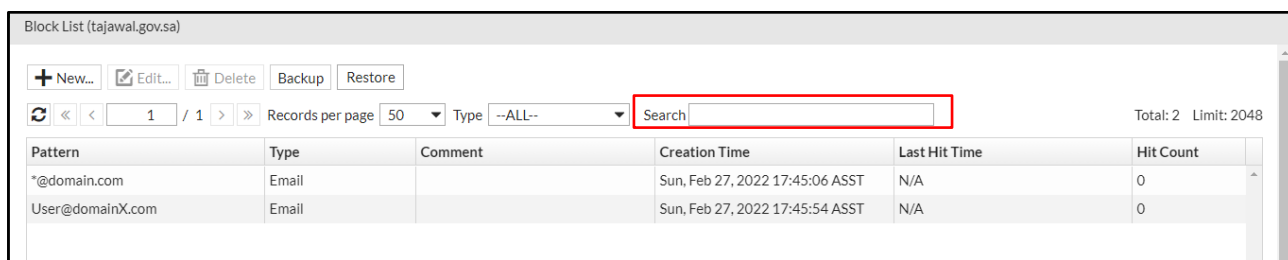 Block List (tajawal.gov.sa)
New... Edit... Delete Backup Restore
1 / 1 Records per page 50 Type --ALL-- Search Total: 2 Limit: 2048
Pattern Type Comment Creation Time Last Hit Time Hit Count
*@domain.com Email Sun, Feb 27, 2022 17:45:06 ASST N/A 0
User@domainX.com Email Sun, Feb 27, 2022 17:45:54 ASST N/A 0